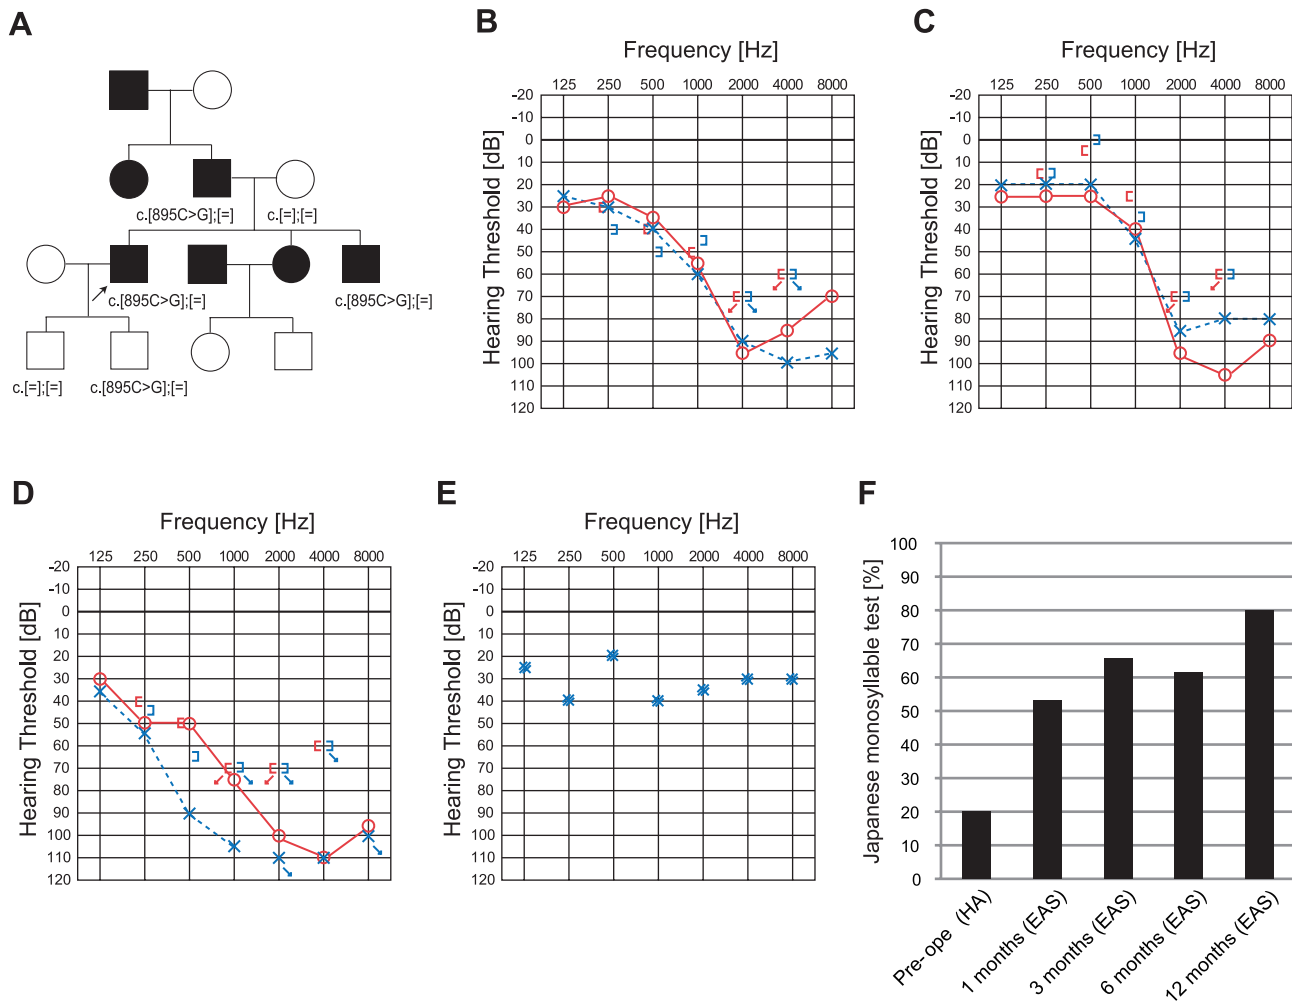 A
c.[895C>G];[=]
c.[=];[=]
c.[895C>G];[=]
c.[895C>G];[=]
c.[=];[=]
c.[895C>G];[=]
B
Frequency [Hz]
125 250 500 1000 2000 4000 8000
Hearing Threshold [dB]
-20
-10
0
10
20
30
40
50
60
70
80
90
100
110
120
C
Frequency [Hz]
125 250 500 1000 2000 4000 8000
Hearing Threshold [dB]
-20
-10
0
10
20
30
40
50
60
70
80
90
100
110
120
D
Frequency [Hz]
125 250 500 1000 2000 4000 8000
Hearing Threshold [dB]
-20
-10
0
10
20
30
40
50
60
70
80
90
100
110
120
E
Frequency [Hz]
125 250 500 1000 2000 4000 8000
Hearing Threshold [dB]
-20
-10
0
10
20
30
40
50
60
70
80
90
100
110
120
F
Japanese monosyllable test [%]
100
90
80
70
60
50
40
30
20
10
0
Pre- ope (HA)
1 months (EAS)
3 months (EAS)
6 months (EAS)
12 months (EAS)